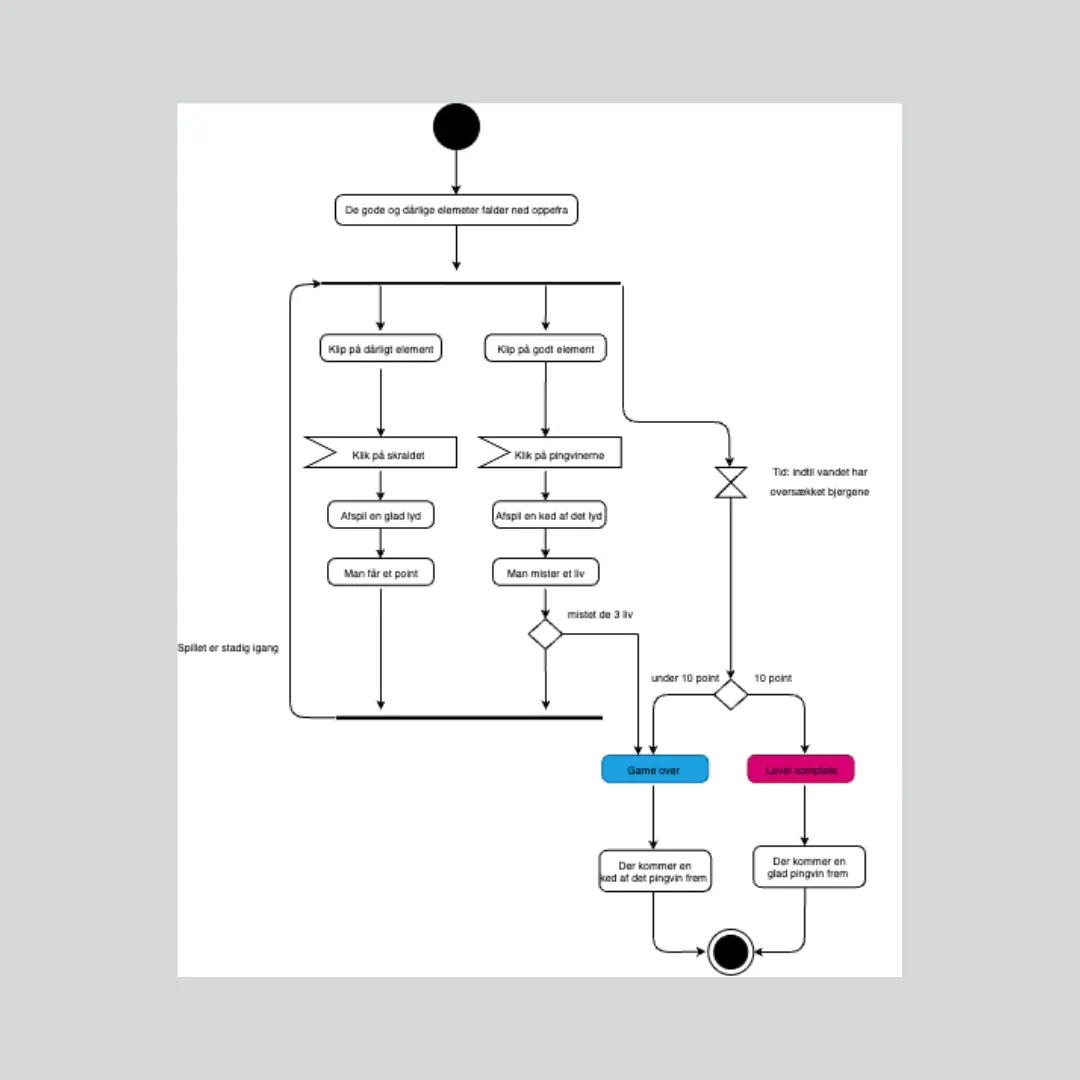 De gode og dårlige elemeter falder ned oppefra
Klip på dårligt element
Klip på godt element
Klik på skraldet
Klik på pingvinerne
Tid: indtil vandet har
oversækket bjergene
Afspil en glad lyd
Afspil en ked af det lyd
Man får et point
Man mister et liv
mistet de 3 liv
Spillet er stadig igang
under 10 point
10 point
Game over
Level complete
Der kommer en
ked af det pingvin frem
Der kommer en
glad pingvin frem